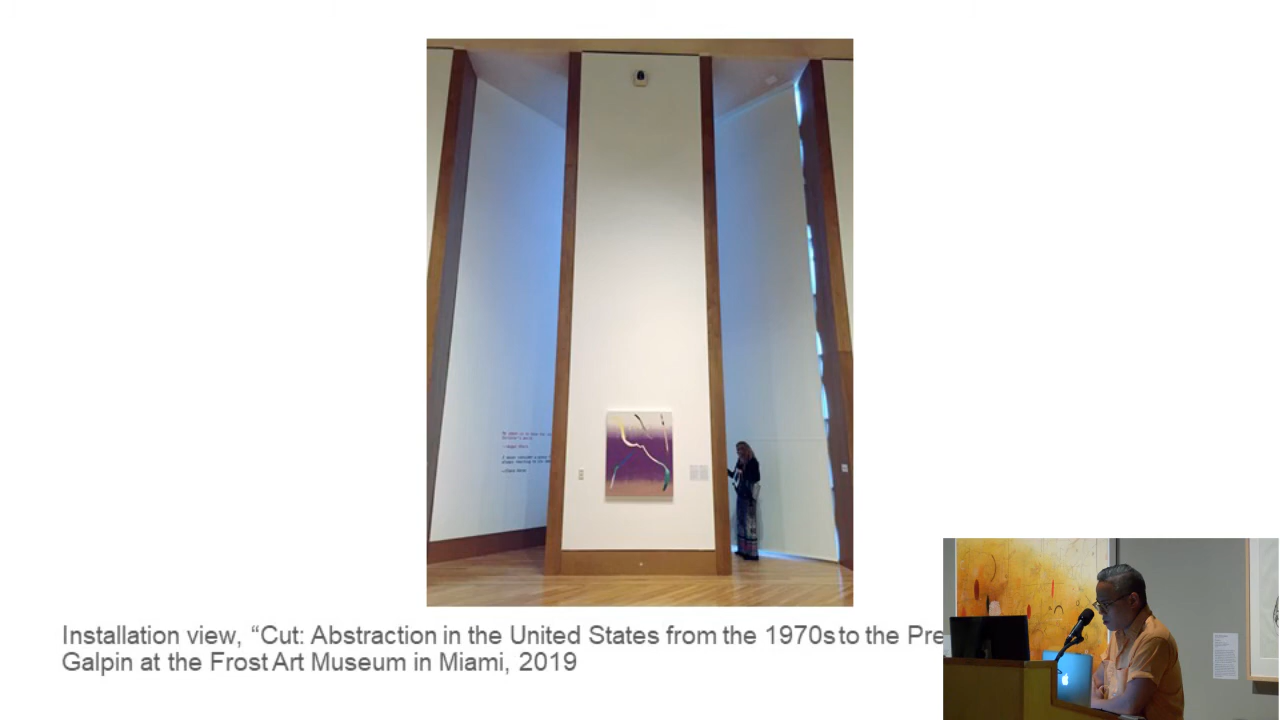 Installation view, “Cut: Abstraction in the United States from the 1970s to the Pre
Galpin at the Frost Art Museum in Miami, 2019